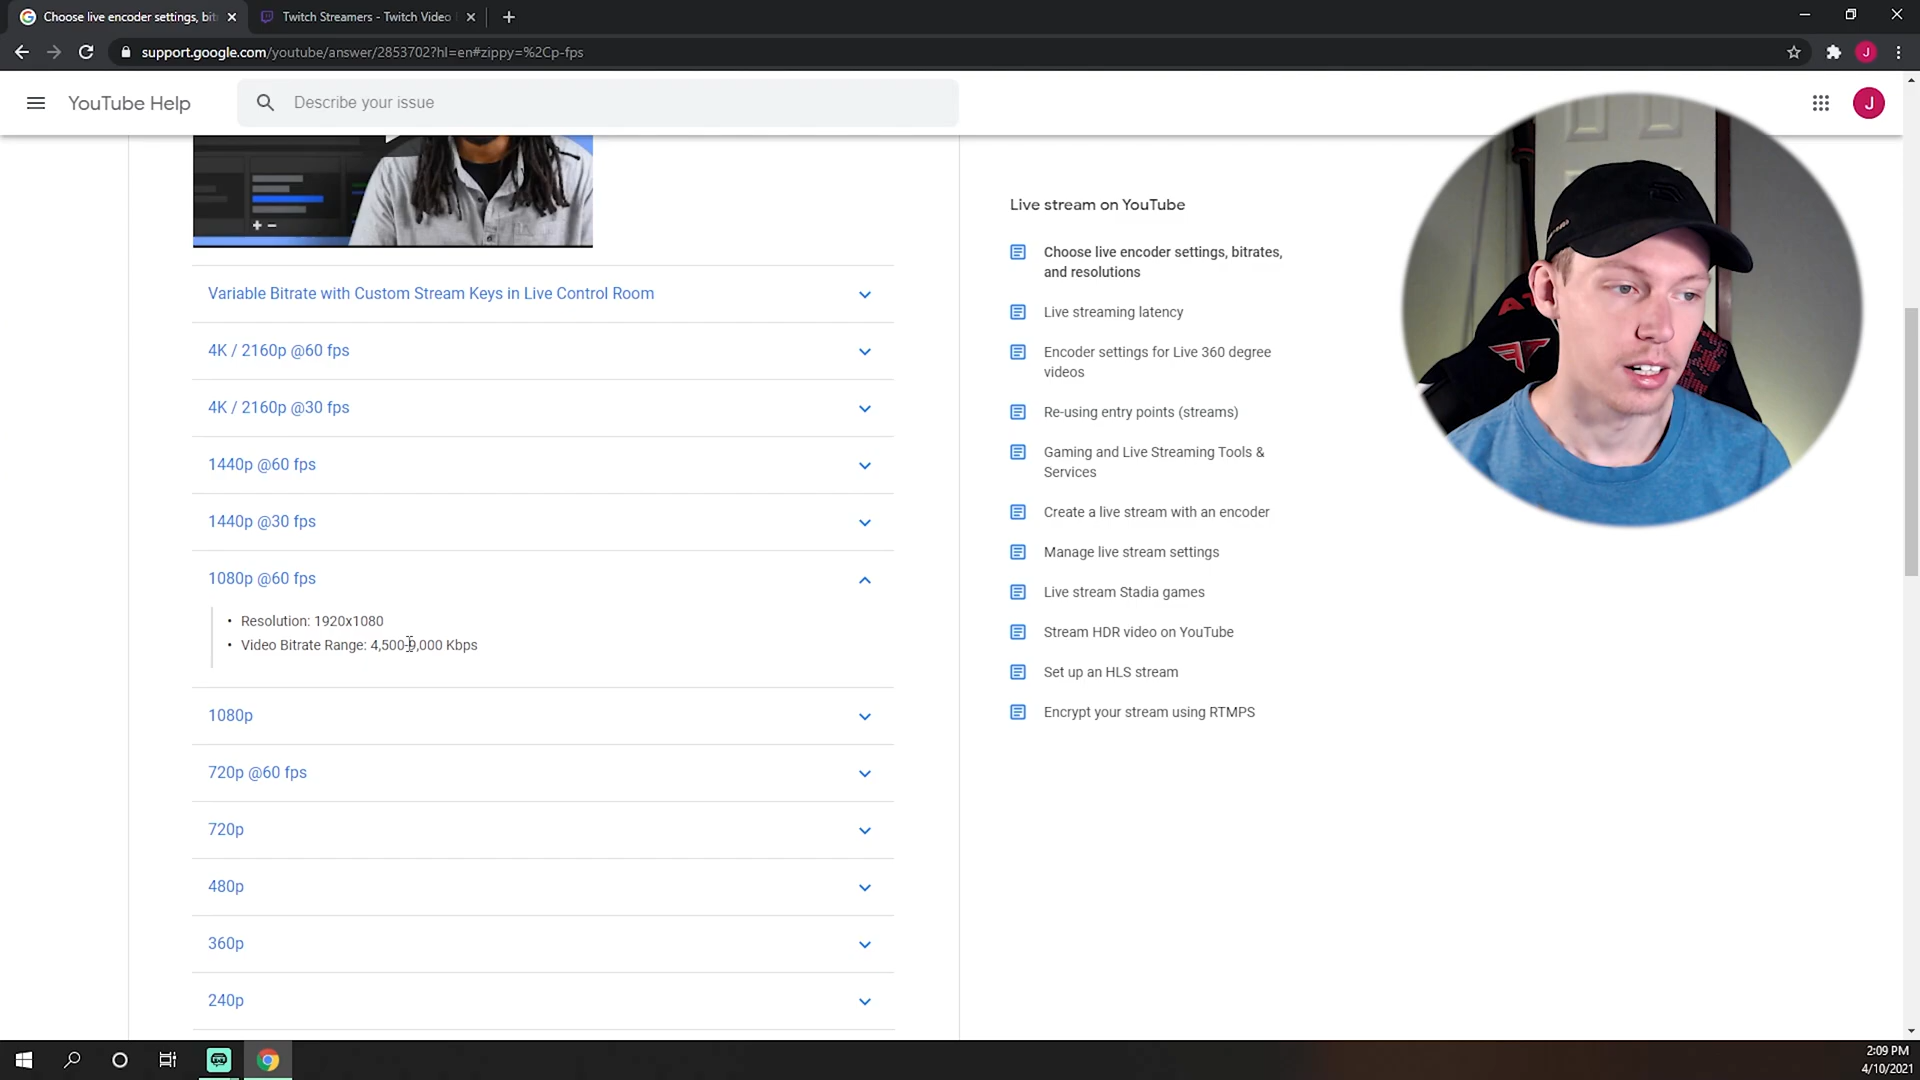 Choose live encoder settings, bit
Twitch Streamers - Twitch Video
support.google.com/youtube/answer/2853702?hl=en#zippy=%2Cp-fps
J
YouTube Help
Describe your issue
J
Variable Bitrate with Custom Stream Keys in Live Control Room
4K / 2160p @60 fps
4K / 2160p @30 fps
1440p @60 fps
1440p @30 fps
1080p @60 fps
• Resolution: 1920x1080
• Video Bitrate Range: 4,500-9,000 Kbps
1080p
720p @60 fps
720p
480p
360p
240p
Live stream on YouTube
Choose live encoder settings, bitrates,
and resolutions
Live streaming latency
Encoder settings for Live 360 degree
videos
Re-using entry points (streams)
Gaming and Live Streaming Tools &
Services
Create a live stream with an encoder
Manage live stream settings
Live stream Stadia games
Stream HDR video on YouTube
Set up an HLS stream
Encrypt your stream using RTMPS
2:09 PM
4/10/2021